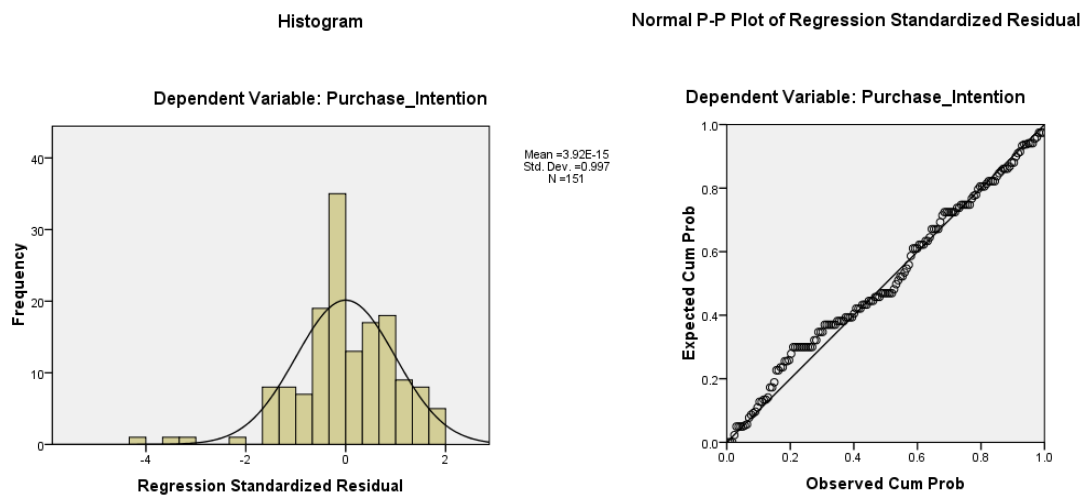 Histogram
Dependent Variable: Purchase_Intention
Mean =3.92E-15
Std. Dev. =0.997
N =151
Frequency
40
30
20
10
0
-4
-2
0
2
Regression Standardized Residual
Normal P-P Plot of Regression Standardized Residual
Dependent Variable: Purchase_Intention
Expected Cum Prob
1.0
0.8
0.6
0.4
0.2
0.0
0.0
0.2
0.4
0.6
0.8
1.0
Observed Cum Prob